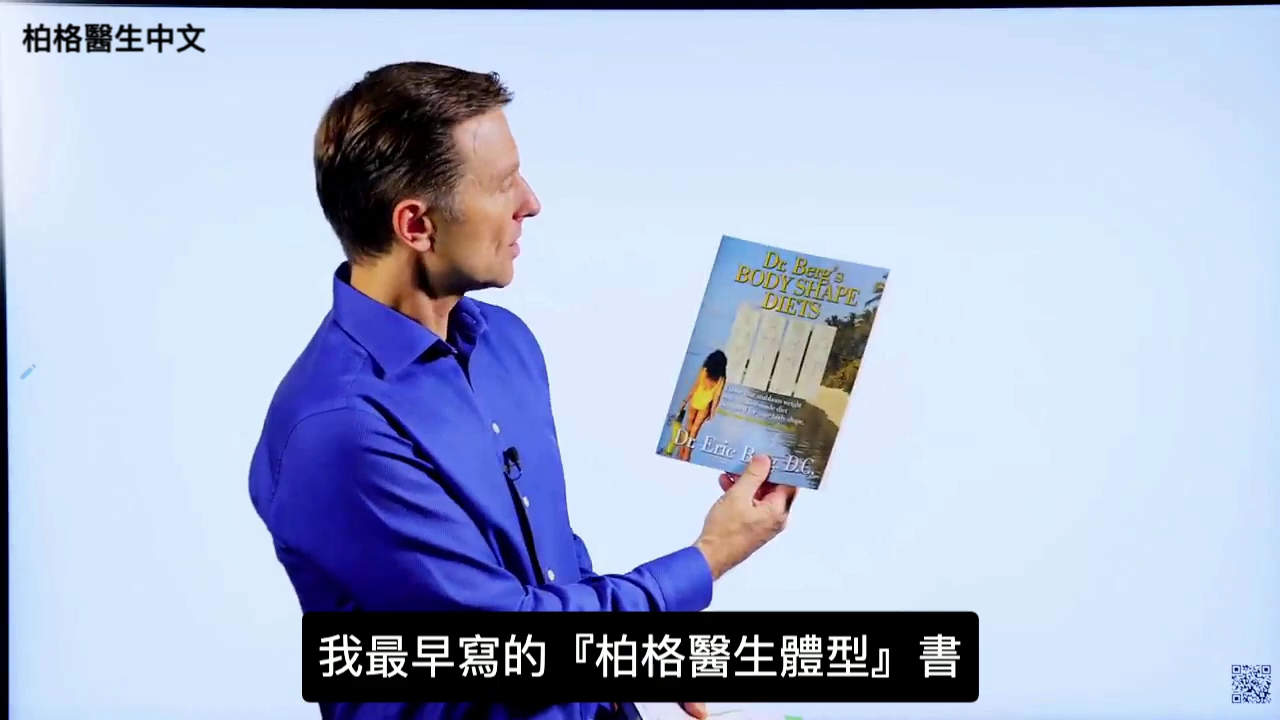 柏格醫生中文
Dr. Berg's
BODY SHAPE
DIETS
Dr. Eric Berg, D.C.
我最早寫的『柏格醫生體型』書